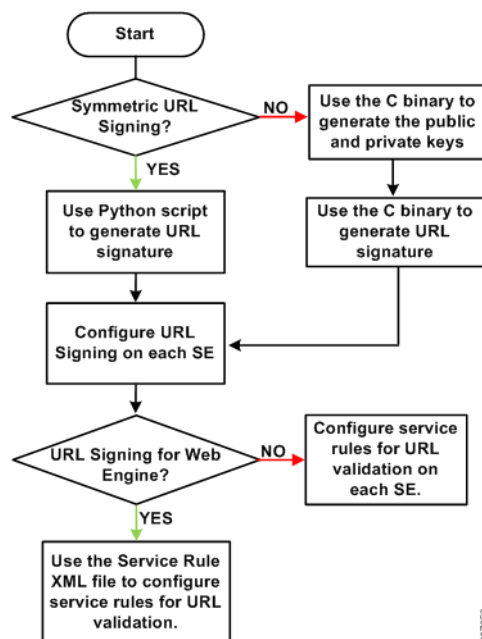 Start
Symmetric URL
Signing?
NO
Use the C binary to
generate the public
and private keys
YES
Use Python script
to generate URL
signature
Use the C binary to
generate URL
signature
Configure URL
Signing on each SE
URL Signing for Web
Engine?
NO
Configure service
rules for URL
validation on
each SE.
YES
Use the Service Rule
XML file to configure
service rules for URL
validation.